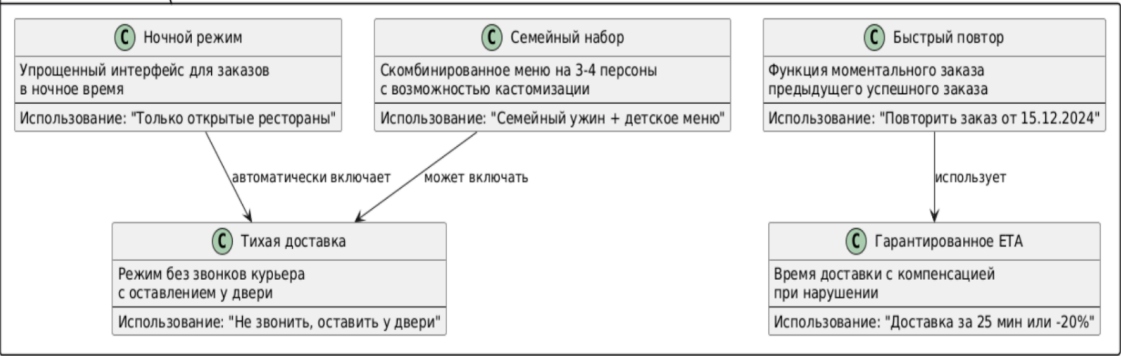 C Ночной режим
Упрощенный интерфейс для заказов
в ночное время
Использование: "Только открытые рестораны"
C Семейный набор
Скомбинированное меню на 3-4 персоны
с возможностью кастомизации
Использование: "Семейный ужин + детское меню"
C Быстрый повтор
Функция моментального заказа
предыдущего успешного заказа
Использование: "Повторить заказ от 15.12.2024"
автоматически включает
может включать
использует
C Тихая доставка
Режим без звонков курьера
с оставлением у двери
Использование: "Не звонить, оставить у двери"
C Гарантированное ETA
Время доставки с компенсацией
при нарушении
Использование: "Доставка за 25 мин или -20%"